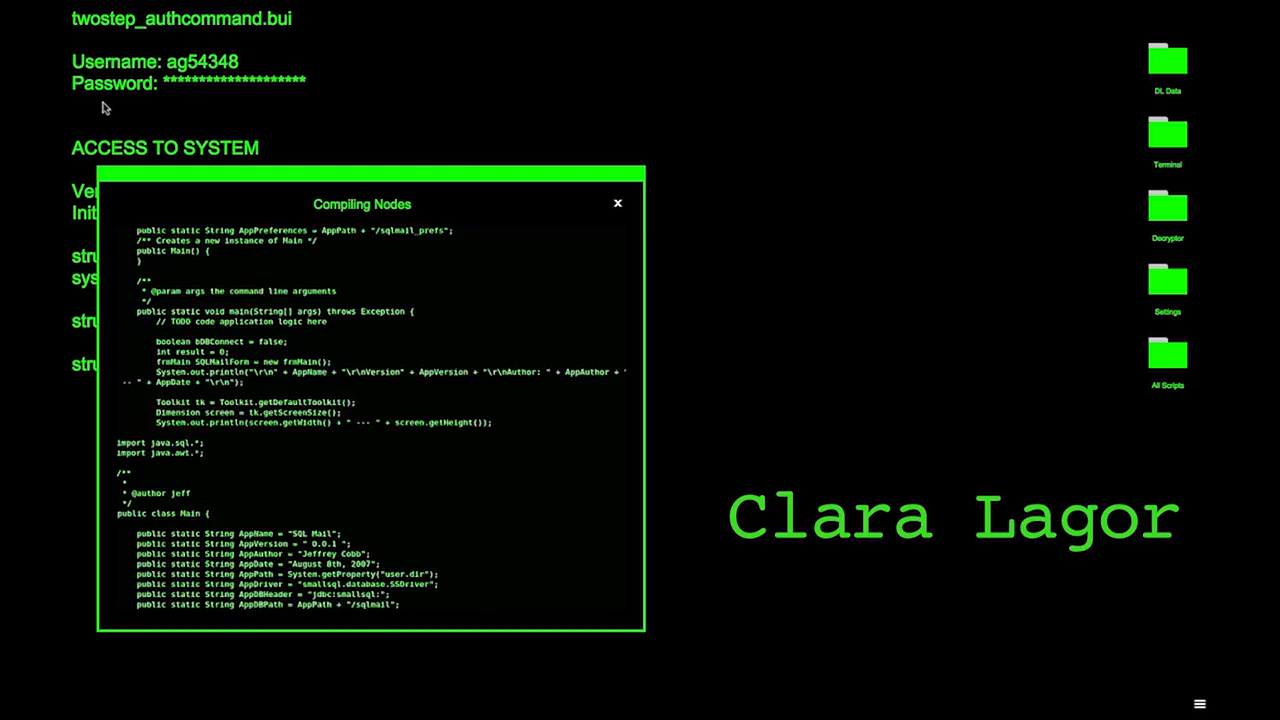 twostep_authcommand.bui
Username: ag54348
Password: ********************
ACCESS TO SYSTEM
Ver
Init
stru
sys
stru
stru
Compiling Nodes
x
public static String AppPreferences = AppPath + "/sqlmail_prefs";
/** Creates a new instance of Main */
public Main() {
}
/**
* @param args the command line arguments
*/
public static void main(String[] args) throws Exception {
// TODO code application logic here
boolean bDBConnect = false;
int result = 0;
frmMain SQLMailForm = new frmMain();
System.out.println("\r\n" + AppName + "\r\nVersion" + AppVersion + "\r\nAuthor: " + AppAuthor + "
-- " + AppDate + "\r\n");
Toolkit tk = Toolkit.getDefaultToolkit();
Dimension screen = tk.getScreenSize();
System.out.println(screen.getWidth() + " --- " + screen.getHeight());
import java.sql.*;
import java.awt.*;
/**
*
* @author jeff
*/
public class Main {
public static String AppName = "SQL Mail";
public static String AppVersion = " 0.0.1 ";
public static String AppAuthor = "Jeffrey Cobb";
public static String AppDate = "August 8th, 2007";
public static String AppPath = System.getProperty("user.dir");
public static String AppDriver = "smallsql.database.SSDriver";
public static String AppDBHeader = "jdbc:smallsql:";
public static String AppDBPath = AppPath + "/sqlmail";
DL Data
Terminal
Decryptor
Settings
All Scripts
Clara Lagor